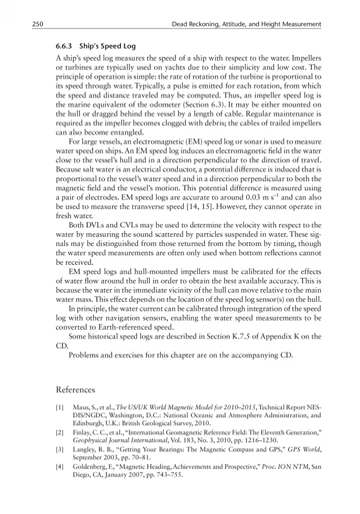 250 Dead Reckoning, Attitude, and Height Measurement
6.6.3 Ship's Speed Log
A ship's speed log measures the speed of a ship with respect to the water. Impellers
or turbines are typically used on yachts due to their simplicity and low cost. The
principle of operation is simple: the rate of rotation of the turbine is proportional to
its speed through water. Typically, a pulse is emitted for each rotation, from which
the speed and distance traveled may be computed. Thus, an impeller speed log is
the marine equivalent of the odometer (Section 6.3). It may be either mounted on
the hull or dragged behind the vessel by a length of cable. Regular maintenance is
required as the impeller becomes clogged with debris; the cables of trailed impellers
can also become entangled.
For large vessels, an electromagnetic (EM) speed log or sonar is used to measure
water speed on ships. An EM speed log induces an electromagnetic field in the water
close to the vessel's hull and in a direction perpendicular to the direction of travel.
Because salt water is an electrical conductor, a potential difference is induced that is
proportional to the vessel's water speed and in a direction perpendicular to both the
magnetic field and the vessel's motion. This potential difference is measured using
a pair of electrodes. EM speed logs are accurate to around 0.03 m s⁻¹ and can also
be used to measure the transverse speed [14, 15]. However, they cannot operate in
fresh water.
Both DVLs and CVLs may be used to determine the velocity with respect to the
water by measuring the sound scattered by particles suspended in water. These sig-
nals may be distinguished from those returned from the bottom by timing, though
the water speed measurements are often only used when bottom reflections cannot
be received.
EM speed logs and hull-mounted impellers must be calibrated for the effects
of water flow around the hull in order to obtain the best available accuracy. This is
because the water in the immediate vicinity of the hull can move relative to the main
water mass. This effect depends on the location of the speed log sensor(s) on the hull.
In principle, the water current can be calibrated through integration of the speed
log with other navigation sensors, enabling the water speed measurements to be
converted to Earth-referenced speed.
Some historical speed logs are described in Section K.7.5 of Appendix K on the
CD.
Problems and exercises for this chapter are on the accompanying CD.
References
[1] Maus, S., et al., The US/UK World Magnetic Model for 2010–2015, Technical Report NES-
DIS/NGDC, Washington, D.C.: National Oceanic and Atmosphere Administration, and
Edinburgh, U.K.: British Geological Survey, 2010.
[2] Finlay, C. C., et al., "International Geomagnetic Reference Field: The Eleventh Generation,"
Geophysical Journal International, Vol. 183, No. 3, 2010, pp. 1216–1230.
[3] Langley, R. B., "Getting Your Bearings: The Magnetic Compass and GPS," GPS World,
September 2003, pp. 70–81.
[4] Goldenberg, F., "Magnetic Heading, Achievements and Prospective," Proc. ION NTM, San
Diego, CA, January 2007, pp. 743–755.